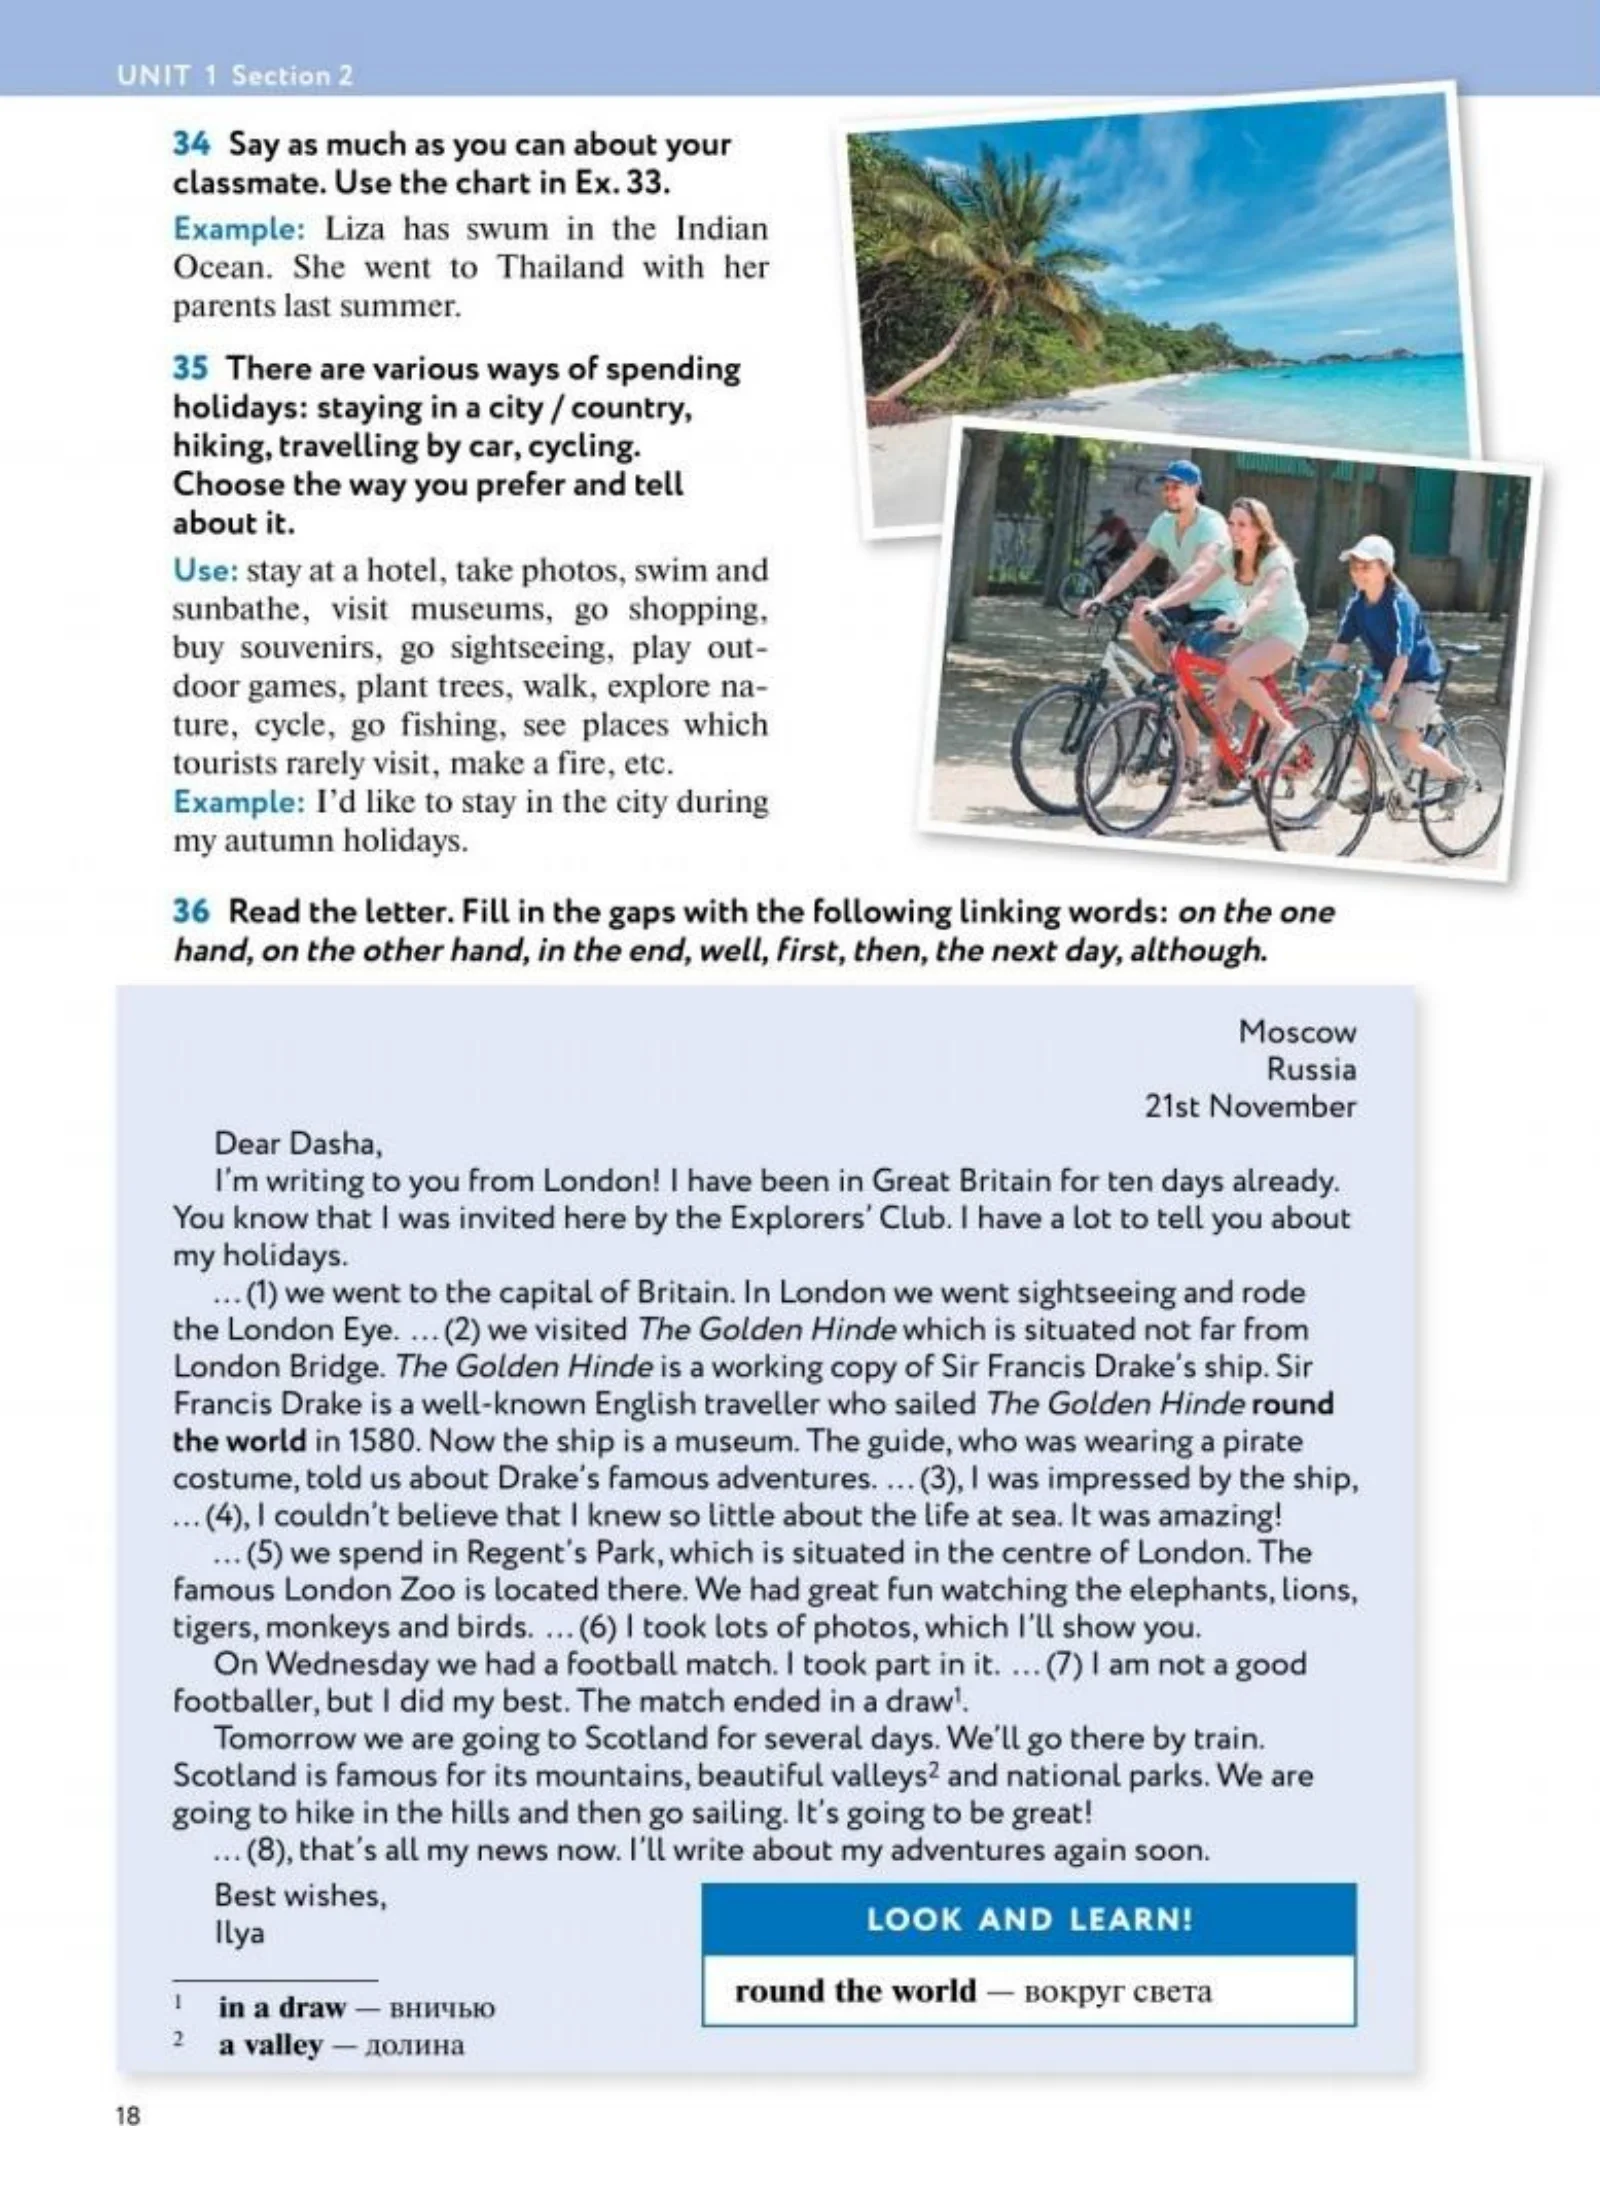 UNIT 1 Section 2
34 Say as much as you can about your
classmate. Use the chart in Ex. 33.
Example: Liza has swum in the Indian
Ocean. She went to Thailand with her
parents last summer.
35 There are various ways of spending
holidays: staying in a city / country,
hiking, travelling by car, cycling.
Choose the way you prefer and tell
about it.
Use: stay at a hotel, take photos, swim and
sunbathe, visit museums, go shopping,
buy souvenirs, go sightseeing, play out-
door games, plant trees, walk, explore na-
ture, cycle, go fishing, see places which
tourists rarely visit, make a fire, etc.
Example: I'd like to stay in the city during
my autumn holidays.
36 Read the letter. Fill in the gaps with the following linking words: on the one
hand, on the other hand, in the end, well, first, then, the next day, although.
Moscow
Russia
21st November
Dear Dasha,
I'm writing to you from London! I have been in Great Britain for ten days already.
You know that I was invited here by the Explorers' Club. I have a lot to tell you about
my holidays.
...(1) we went to the capital of Britain. In London we went sightseeing and rode
the London Eye. ...(2) we visited The Golden Hinde which is situated not far from
London Bridge. The Golden Hinde is a working copy of Sir Francis Drake's ship. Sir
Francis Drake is a well-known English traveller who sailed The Golden Hinde round
the world in 1580. Now the ship is a museum. The guide, who was wearing a pirate
costume, told us about Drake's famous adventures. ...(3), I was impressed by the ship,
...(4), I couldn't believe that I knew so little about the life at sea. It was amazing!
...(5) we spend in Regent's Park, which is situated in the centre of London. The
famous London Zoo is located there. We had great fun watching the elephants, lions,
tigers, monkeys and birds. ...(6) I took lots of photos, which I'll show you.
On Wednesday we had a football match. I took part in it. ...(7) I am not a good
footballer, but I did my best. The match ended in a draw¹.
Tomorrow we are going to Scotland for several days. We'll go there by train.
Scotland is famous for its mountains, beautiful valleys² and national parks. We are
going to hike in the hills and then go sailing. It's going to be great!
...(8), that's all my news now. I'll write about my adventures again soon.
Best wishes,
Ilya
LOOK AND LEARN!
round the world — вокруг света
1 in a draw — вничью
2 a valley — долина
18